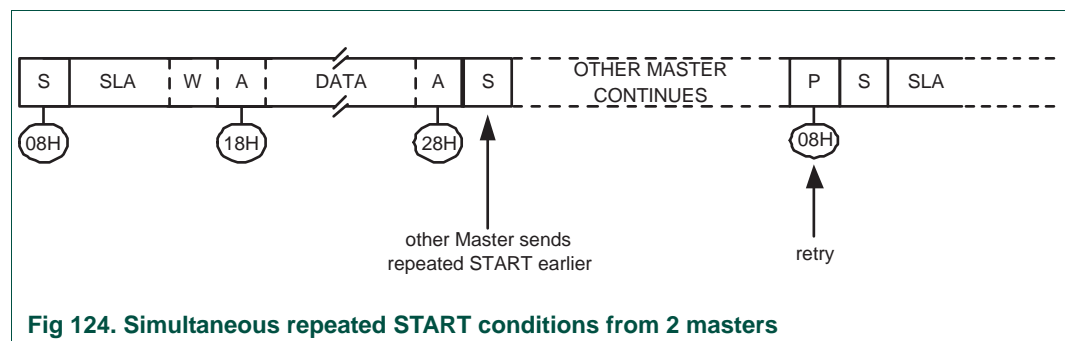 S SLA W A DATA A S OTHER MASTER CONTINUES P S SLA
08H 18H 28H 08H
other Master sends
repeated START earlier
retry
Fig 124. Simultaneous repeated START conditions from 2 masters